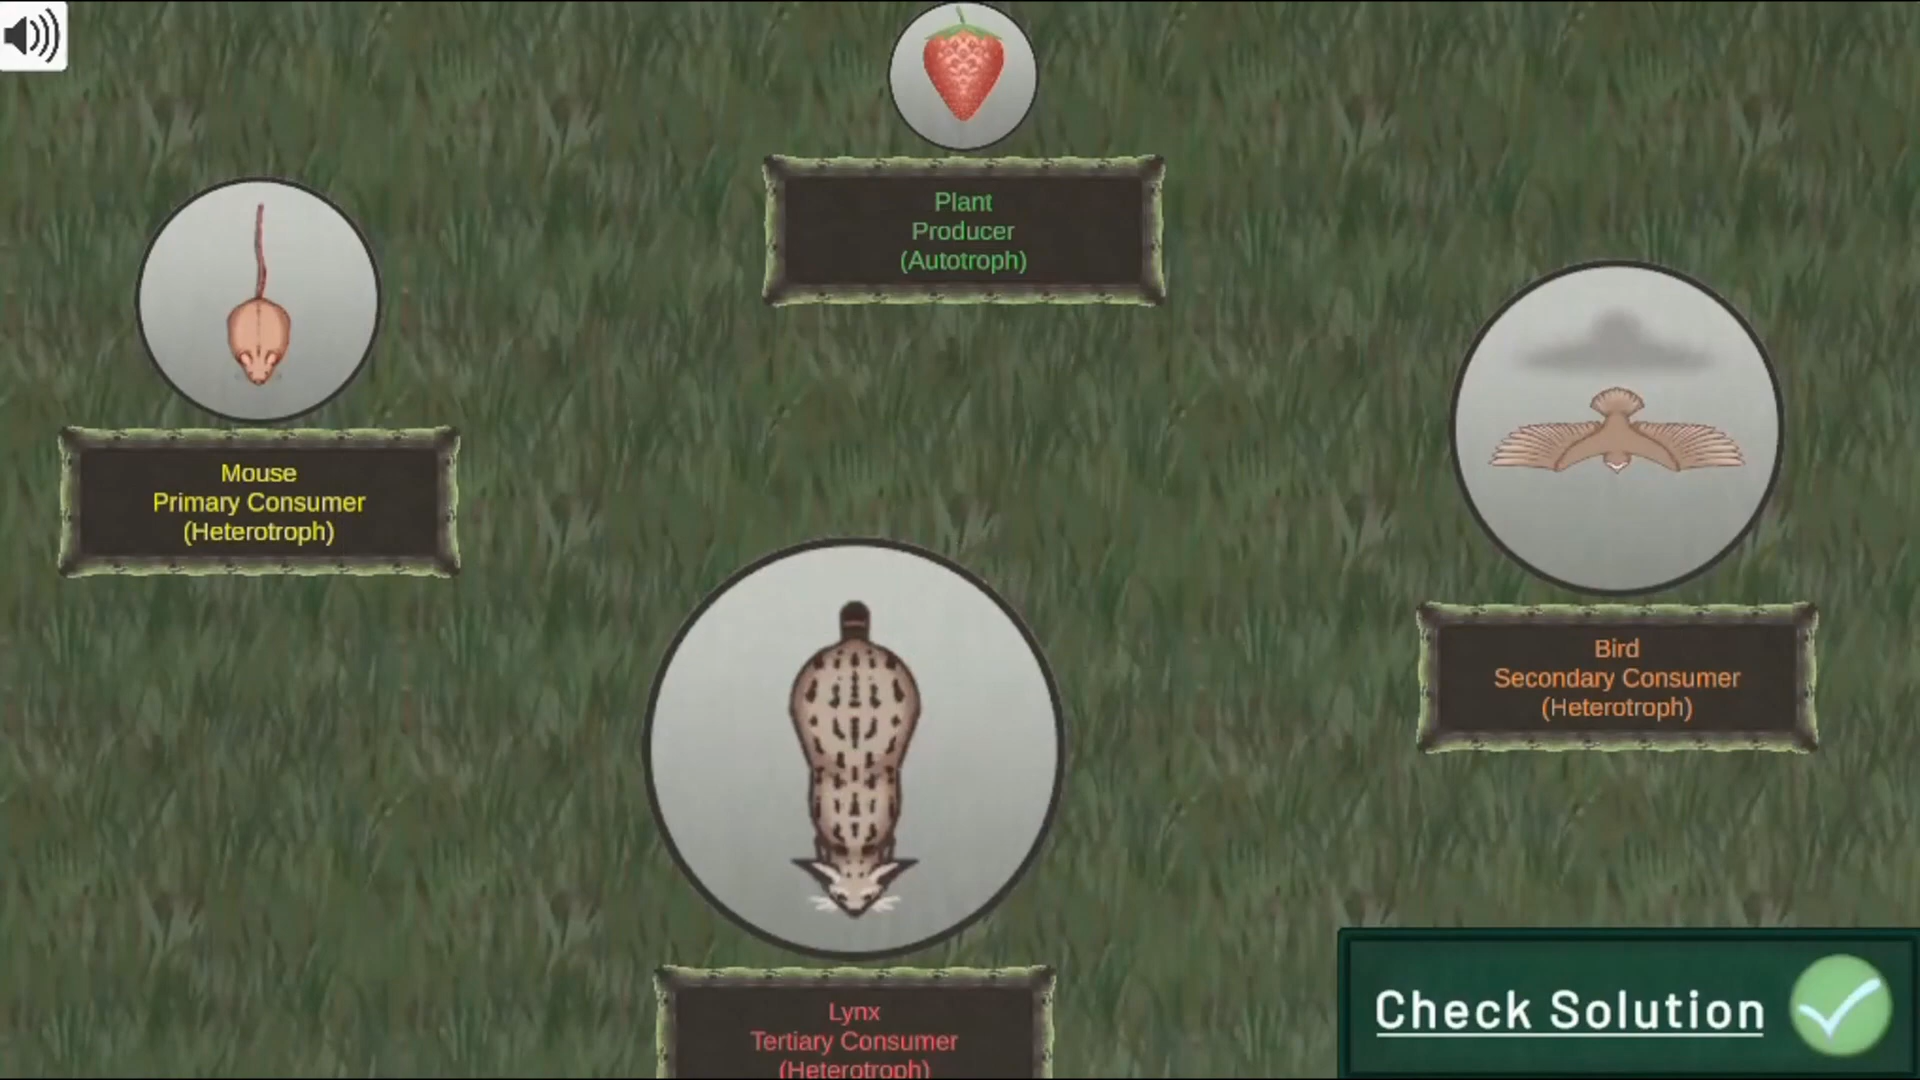 Plant
Producer
(Autotroph)
Mouse
Primary Consumer
(Heterotroph)
Bird
Secondary Consumer
(Heterotroph)
Lynx
Tertiary Consumer
(Heterotroph)
Check Solution